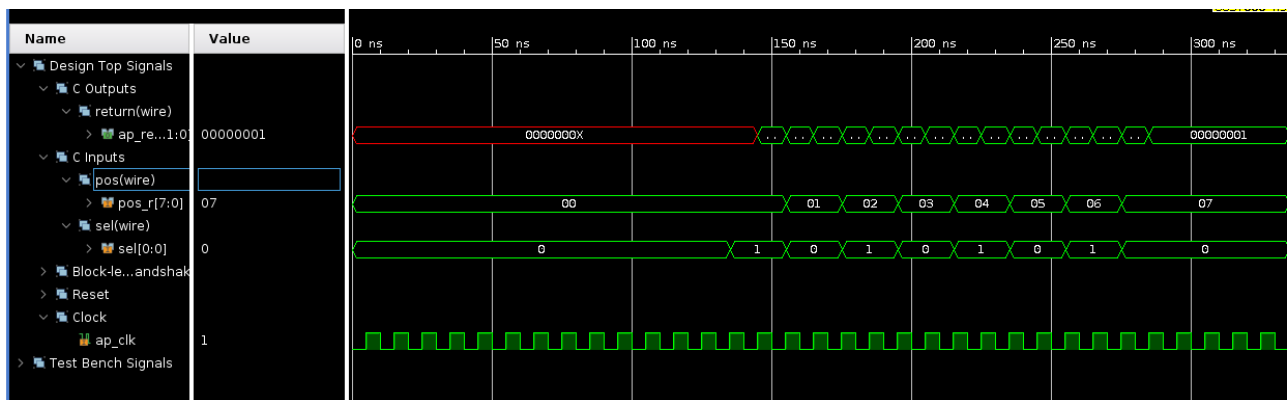 Name Value
0 ns 50 ns 100 ns 150 ns 200 ns 250 ns 300 ns
Design Top Signals
C Outputs
return(wire)
ap_re...1:0] 00000001 0000000X .. .. .. .. .. .. .. .. .. .. .. .. .. .. 00000001
C Inputs
pos(wire)
pos_r[7:0] 07 00 01 02 03 04 05 06 07
sel(wire)
sel[0:0] 0 0 1 0 1 0 1 0 1 0
Block-le...andshak
Reset
Clock
ap_clk 1
Test Bench Signals